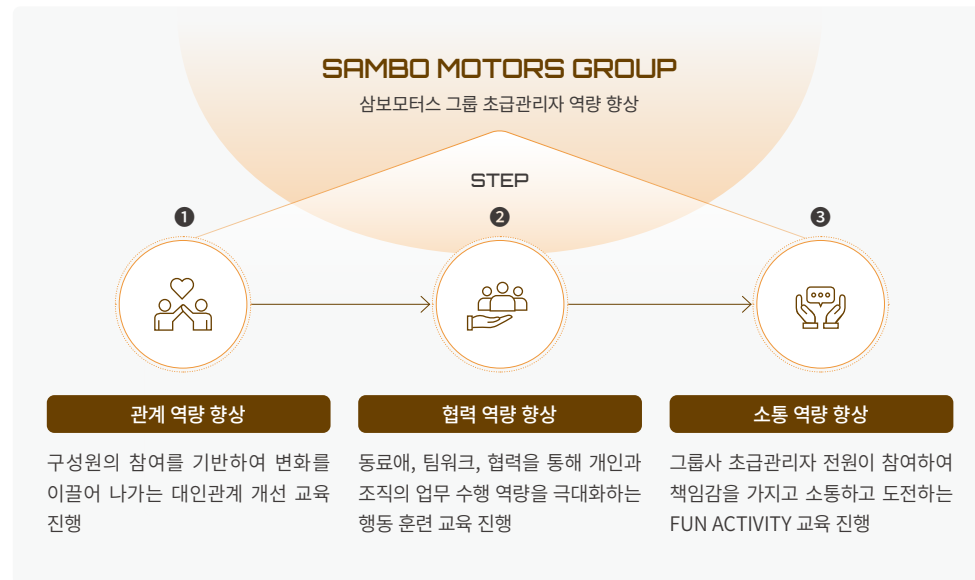 SAMBO MOTORS GROUP
삼보모터스 그룹 초급관리자 역량 향상
STEP
1
2
3
관계 역량 향상
구성원의 참여를 기반하여 변화를
이끌어 나가는 대인관계 개선 교육
진행
협력 역량 향상
동료애, 팀워크, 협력을 통해 개인과
조직의 업무 수행 역량을 극대화하는
행동 훈련 교육 진행
소통 역량 향상
그룹사 초급관리자 전원이 참여하여
책임감을 가지고 소통하고 도전하는
FUN ACTIVITY 교육 진행